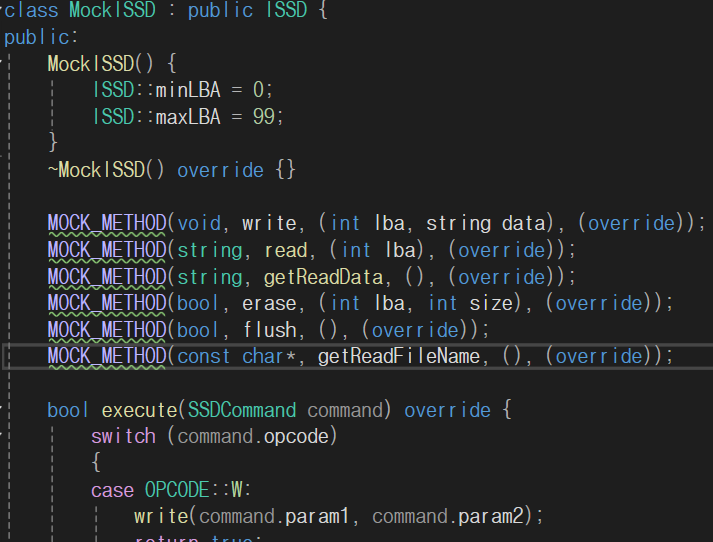 class MockISSD : public ISSD {
public:
MockISSD() {
ISSD::minLBA = 0;
ISSD::maxLBA = 99;
}
~MockISSD() override {}
MOCK_METHOD(void, write, (int lba, string data), (override));
MOCK_METHOD(string, read, (int lba), (override));
MOCK_METHOD(string, getReadData, (), (override));
MOCK_METHOD(bool, erase, (int lba, int size), (override));
MOCK_METHOD(bool, flush, (), (override));
MOCK_METHOD(const char*, getReadFileName, (), (override));
bool execute(SSDCommand command) override {
switch (command.opcode)
{
case OPCODE::W:
write(command.param1, command.param2);
return true;